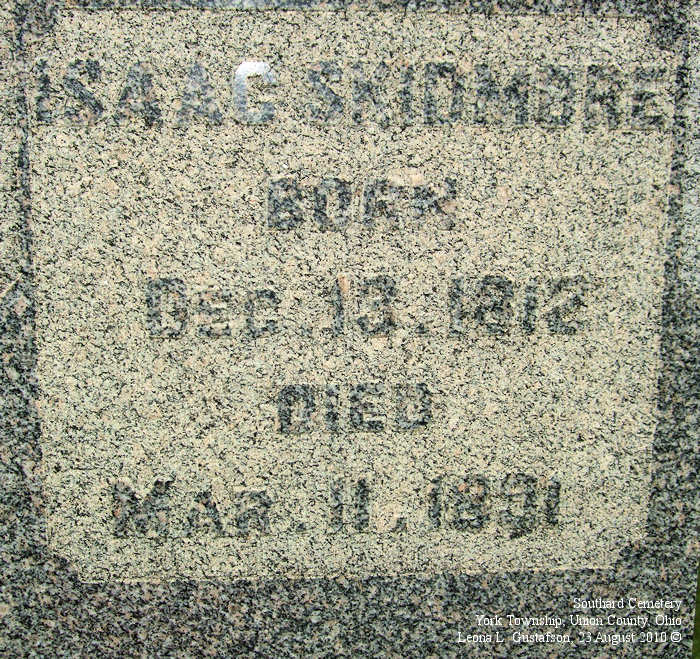 ISAAC SKIDMORE
BORN
DEC. 13. 1812
DIED
MAR. 11. 1891
Southard Cemetery
York Township, Union County, Ohio
Leona L. Gustafson, 23 August 2010 ©